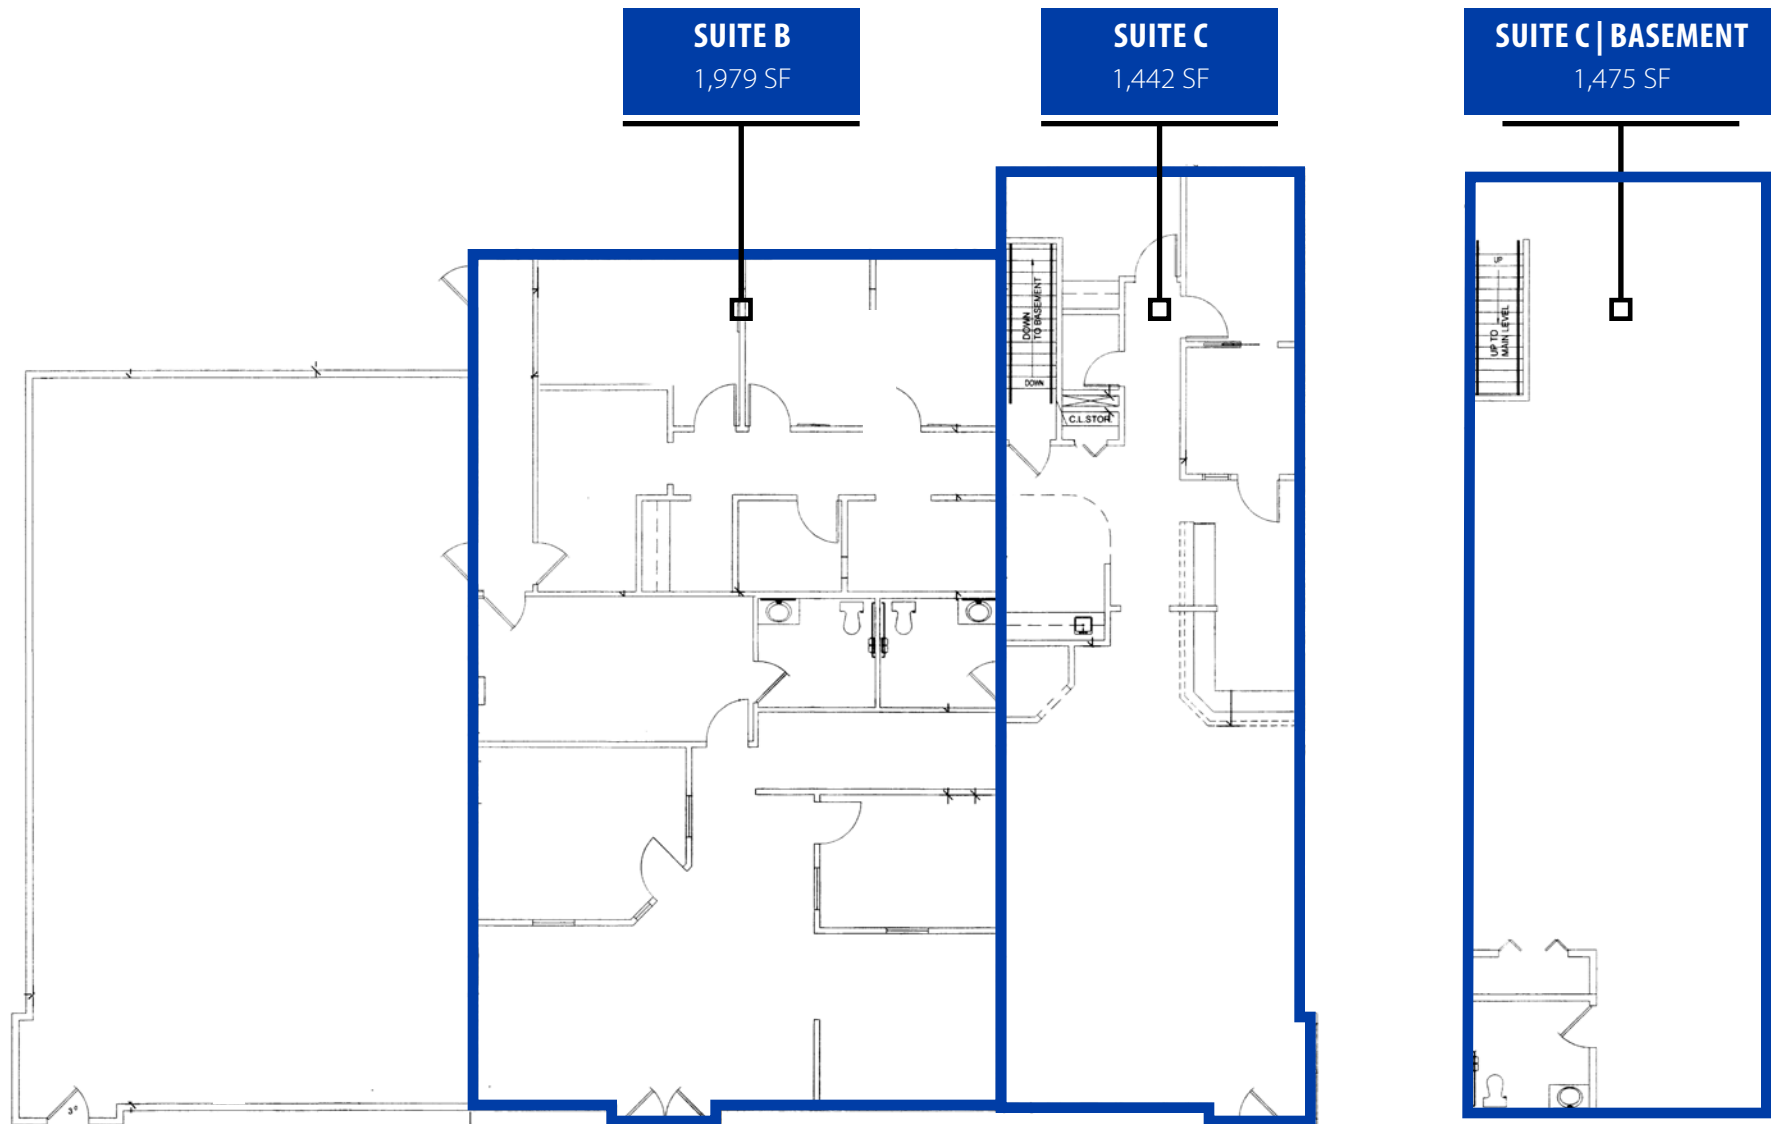 SUITE B
1,979 SF
SUITE C
1,442 SF
SUITE C | BASEMENT
1,475 SF
DOWN
TO BASEMENT
DOWN
C.L.STOR.
UP
UP TO
MAIN LEVEL
3⁰